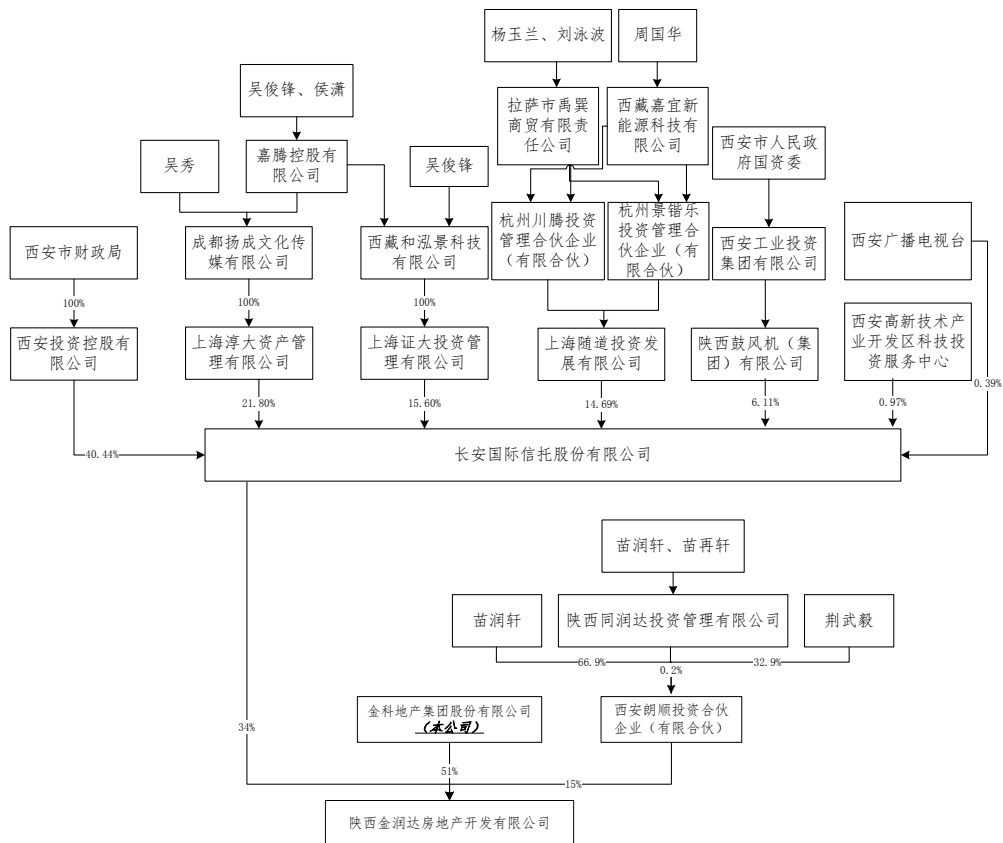 杨玉兰、刘泳波
周国华
吴俊锋、侯潇
拉萨市禹巽
商贸有限责
任公司
西藏嘉宜新
能源科技有
限公司
西安市人民政
府国资委
吴秀
嘉腾控股有
限公司
吴俊锋
西安市财政局
成都扬成文化传
媒有限公司
西藏和泓景科技
有限公司
杭州川腾投资
管理合伙企业
（有限合伙）
杭州景锴乐
投资管理合
伙企业（有
限合伙）
西安工业投资
集团有限公司
西安广播电视台
100%
100%
100%
西安投资控股有
限公司
上海淳大资产管
理有限公司
上海证大投资管
理有限公司
上海随道投资发
展有限公司
陕西鼓风机（集
团）有限公司
西安高新技术产
业开发区科技投
资服务中心
0.39%
21.80%
15.60%
14.69%
6.11%
0.97%
40.44%
长安国际信托股份有限公司
苗润轩、苗再轩
苗润轩
陕西同润达投资管理有限公司
荆武毅
66.9%
32.9%
0.2%
金科地产集团股份有限公司
（本公司）
西安朗顺投资合伙
企业（有限合伙）
34%
51%
15%
陕西金润达房地产开发有限公司